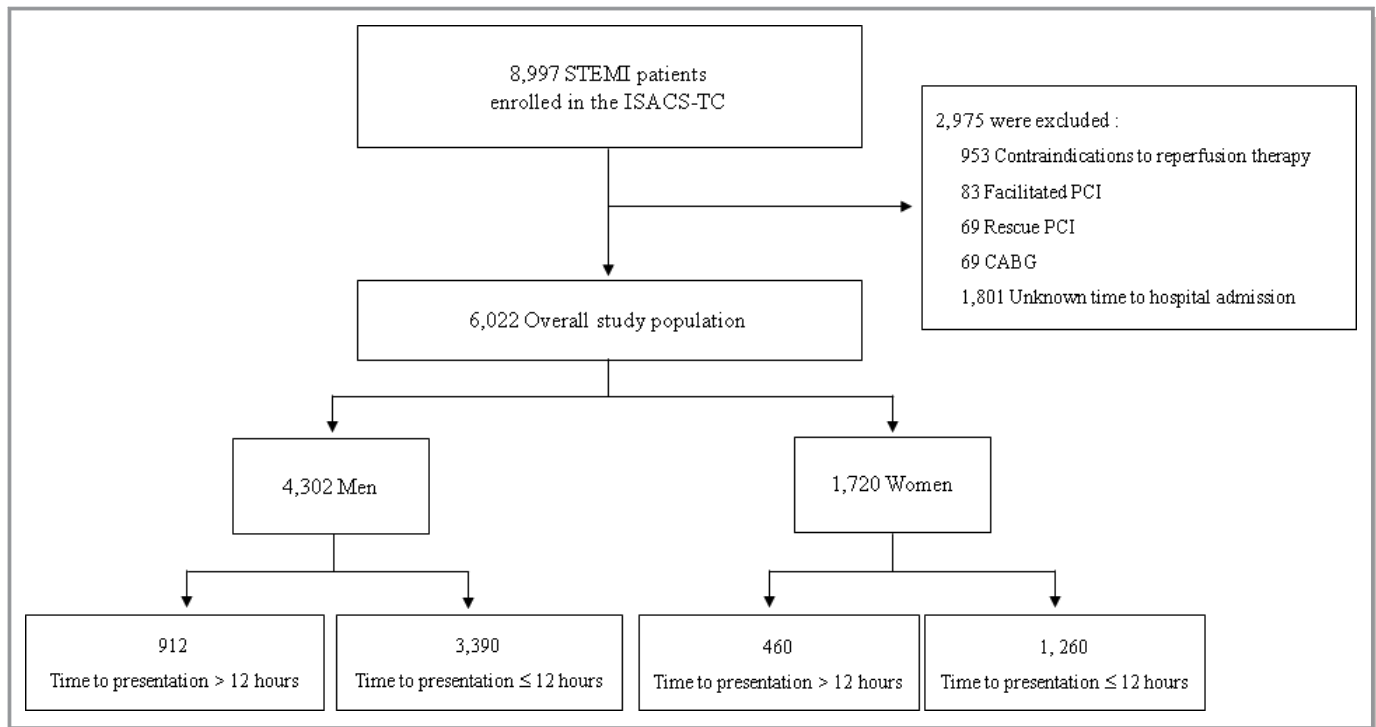 8,997 STEMI patients
enrolled in the ISACS-TC
2,975 were excluded :
953 Contraindications to reperfusion therapy
83 Facilitated PCI
69 Rescue PCI
69 CABG
1,801 Unknown time to hospital admission
6,022 Overall study population
4,302 Men
1,720 Women
912
Time to presentation > 12 hours
3,390
Time to presentation ≤ 12 hours
460
Time to presentation > 12 hours
1, 260
Time to presentation ≤ 12 hours